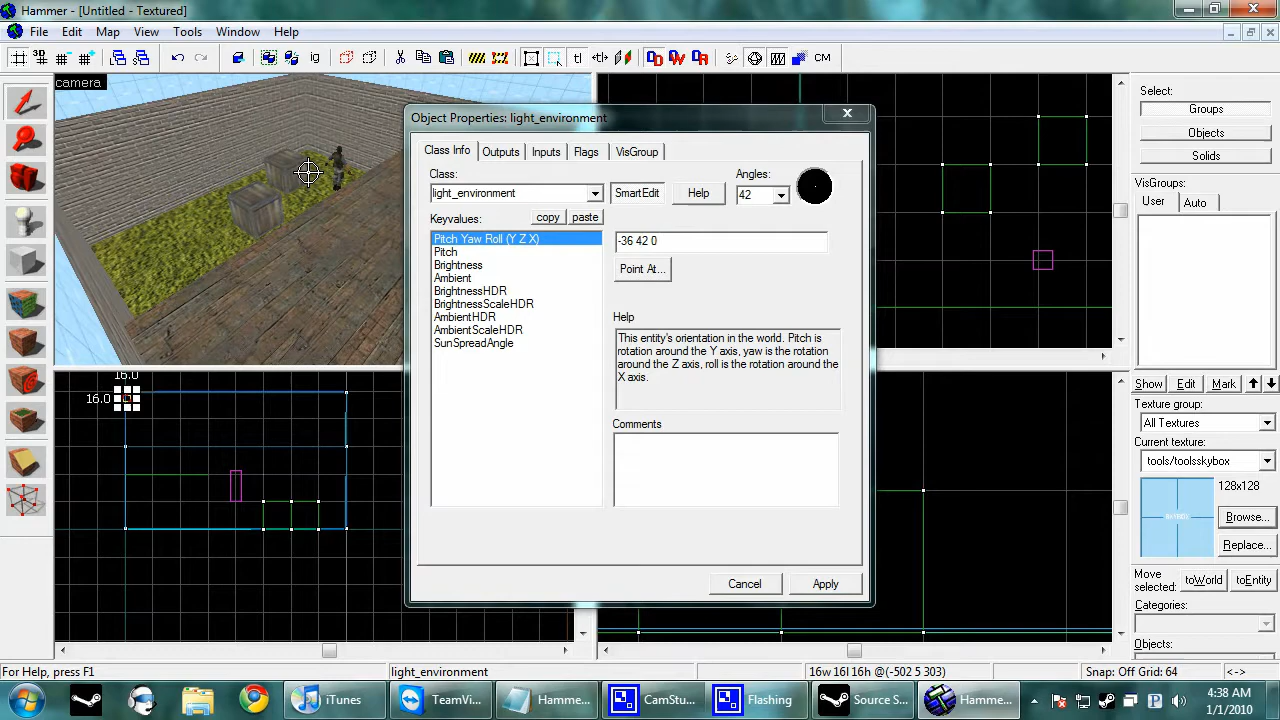 Hammer - [Untitled - Textured]
File Edit Map View Tools Window Help
3D
ig
tl
CM
camera
Object Properties: light_environment
Class Info
Outputs
Inputs
Flags
VisGroup
Class:
Angles:
light_environment
SmartEdit
Help
42
Keyvalues:
copy
paste
Pitch Yaw Roll (Y Z X)
-36 42 0
Pitch
Brightness
Point At...
Ambient
BrightnessHDR
BrightnessScaleHDR
AmbientHDR
Help
AmbientScaleHDR
SunSpreadAngle
This entity's orientation in the world. Pitch is
rotation around the Y axis, yaw is the rotation
around the Z axis, roll is the rotation around the
X axis.
Comments
Cancel
Apply
16.0
16.0
Select:
Groups
Objects
Solids
VisGroups:
User
Auto
Show
Edit
Mark
Texture group:
All Textures
Current texture:
tools/toolsskybox
128x128
Browse...
Replace...
Move
selected:
toWorld
toEntity
Categories:
Objects:
For Help, press F1
light_environment
16w 16l 16h @(-502 5 303)
Snap: Off Grid: 64
<->
iTunes
TeamVi...
Hamme...
CamStu...
Flashing
Source S...
Hamme...
4:38 AM
1/1/2010